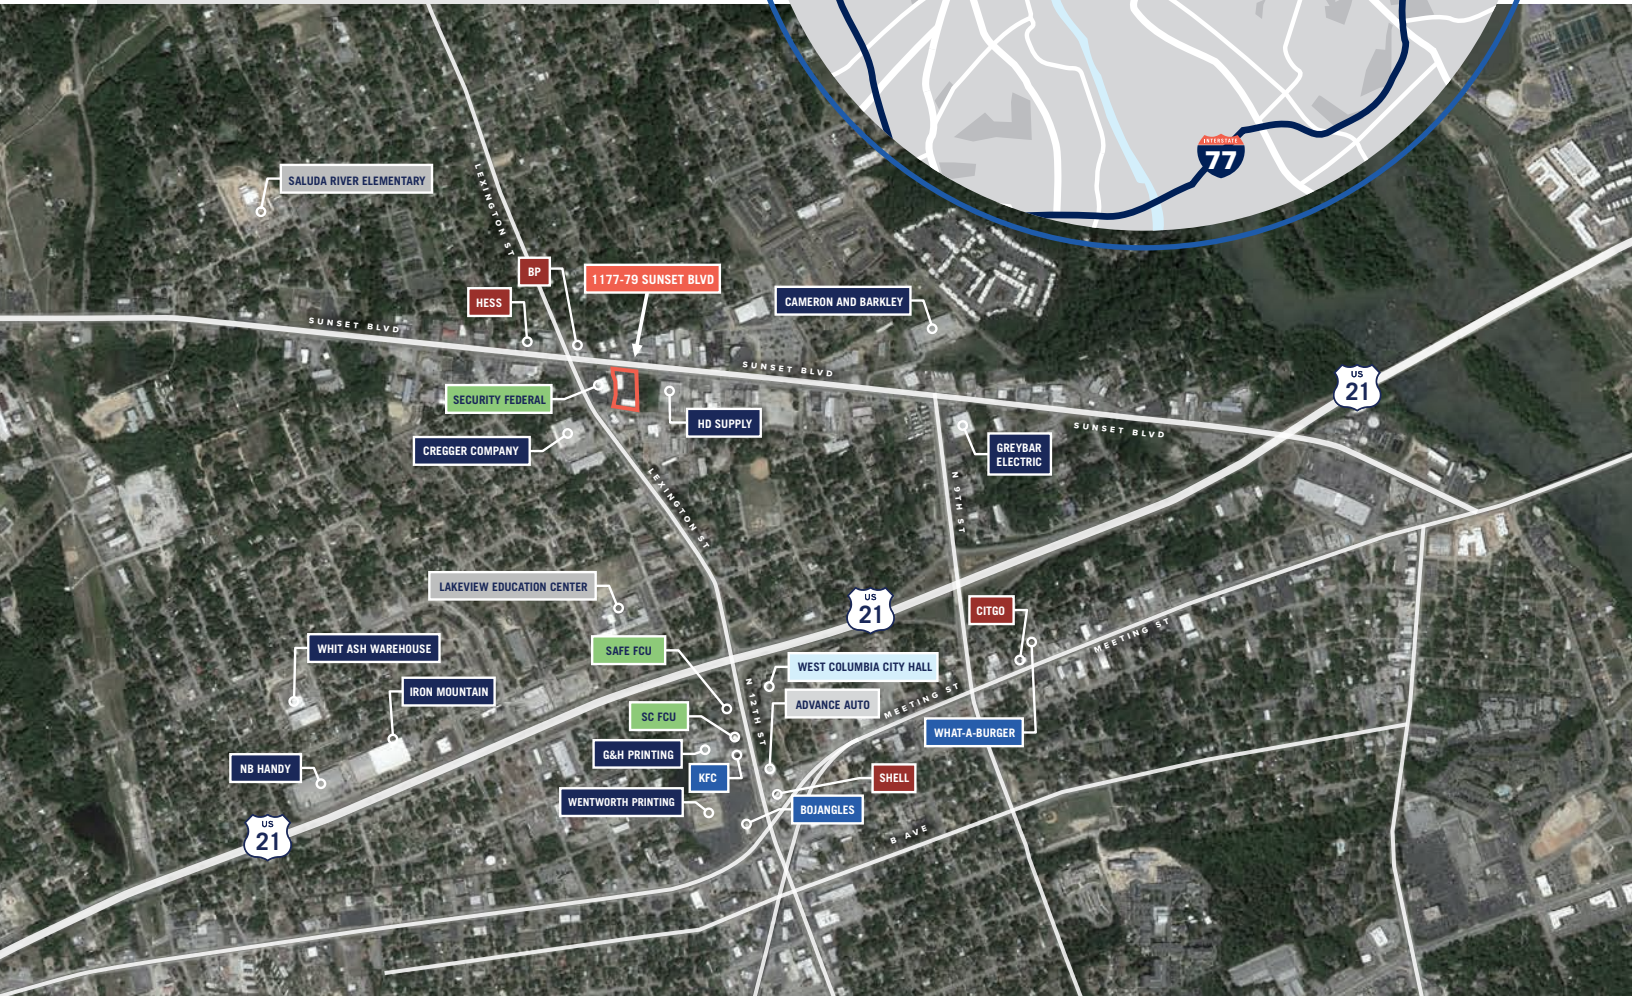 INTERSTATE
77
SALUDA RIVER ELEMENTARY
LEXINGTON ST
BP
1177-79 SUNSET BLVD
HESS
CAMERON AND BARKLEY
SUNSET BLVD
SUNSET BLVD
US
21
SECURITY FEDERAL
HD SUPPLY
SUNSET BLVD
CREGGER COMPANY
GREYBAR
ELECTRIC
LEXINGTON ST
N 9TH ST
LAKEVIEW EDUCATION CENTER
US
21
CITGO
MEETING ST
WHIT ASH WAREHOUSE
SAFE FCU
WEST COLUMBIA CITY HALL
IRON MOUNTAIN
N 12TH ST
ADVANCE AUTO
MEETING ST
SC FCU
WHAT-A-BURGER
G&H PRINTING
NB HANDY
KFC
SHELL
WENTWORTH PRINTING
BOJANGLES
US
21
B AVE